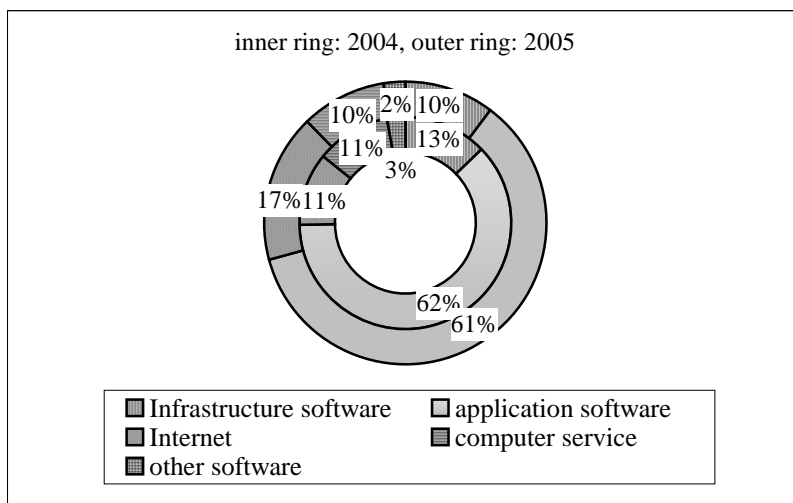 inner ring: 2004, outer ring: 2005
10% 2% 10%
11% 13%
3%
17% 11%
62%
61%
Infrastructure software application software
Internet computer service
other software